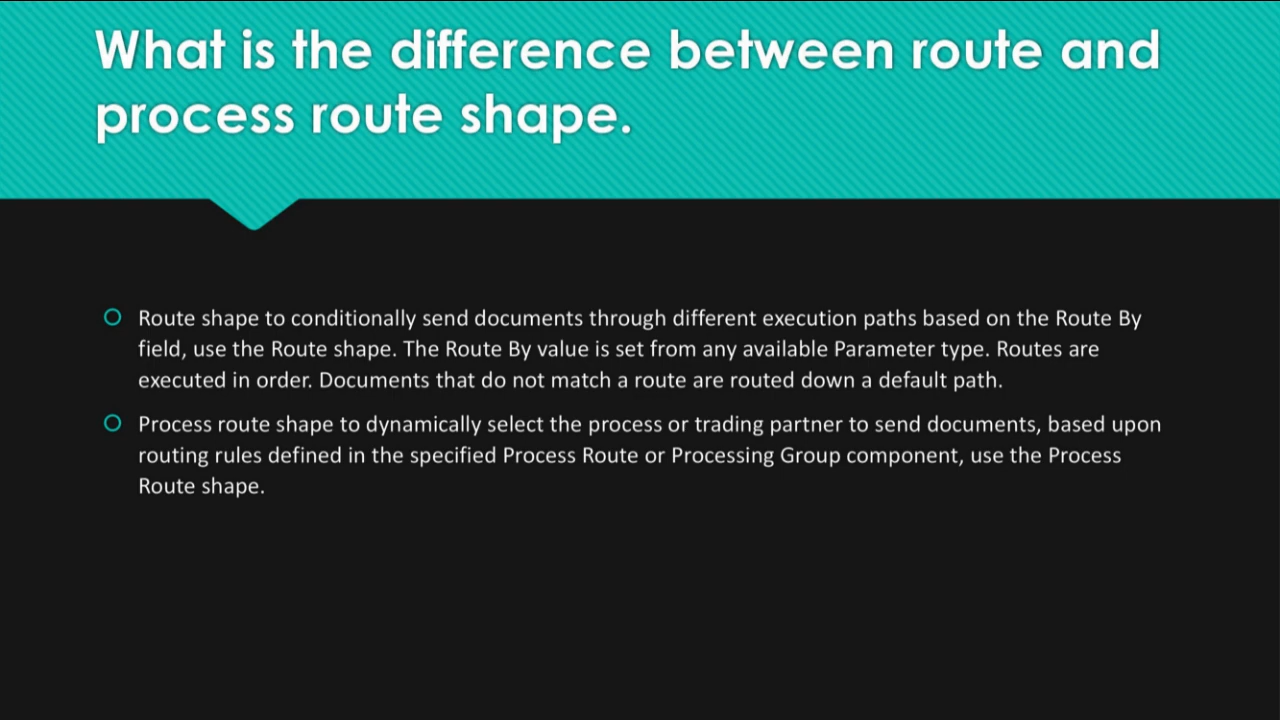 What is the difference between route and
process route shape.
Route shape to conditionally send documents through different execution paths based on the Route By
field, use the Route shape. The Route By value is set from any available Parameter type. Routes are
executed in order. Documents that do not match a route are routed down a default path.
Process route shape to dynamically select the process or trading partner to send documents, based upon
routing rules defined in the specified Process Route or Processing Group component, use the Process
Route shape.